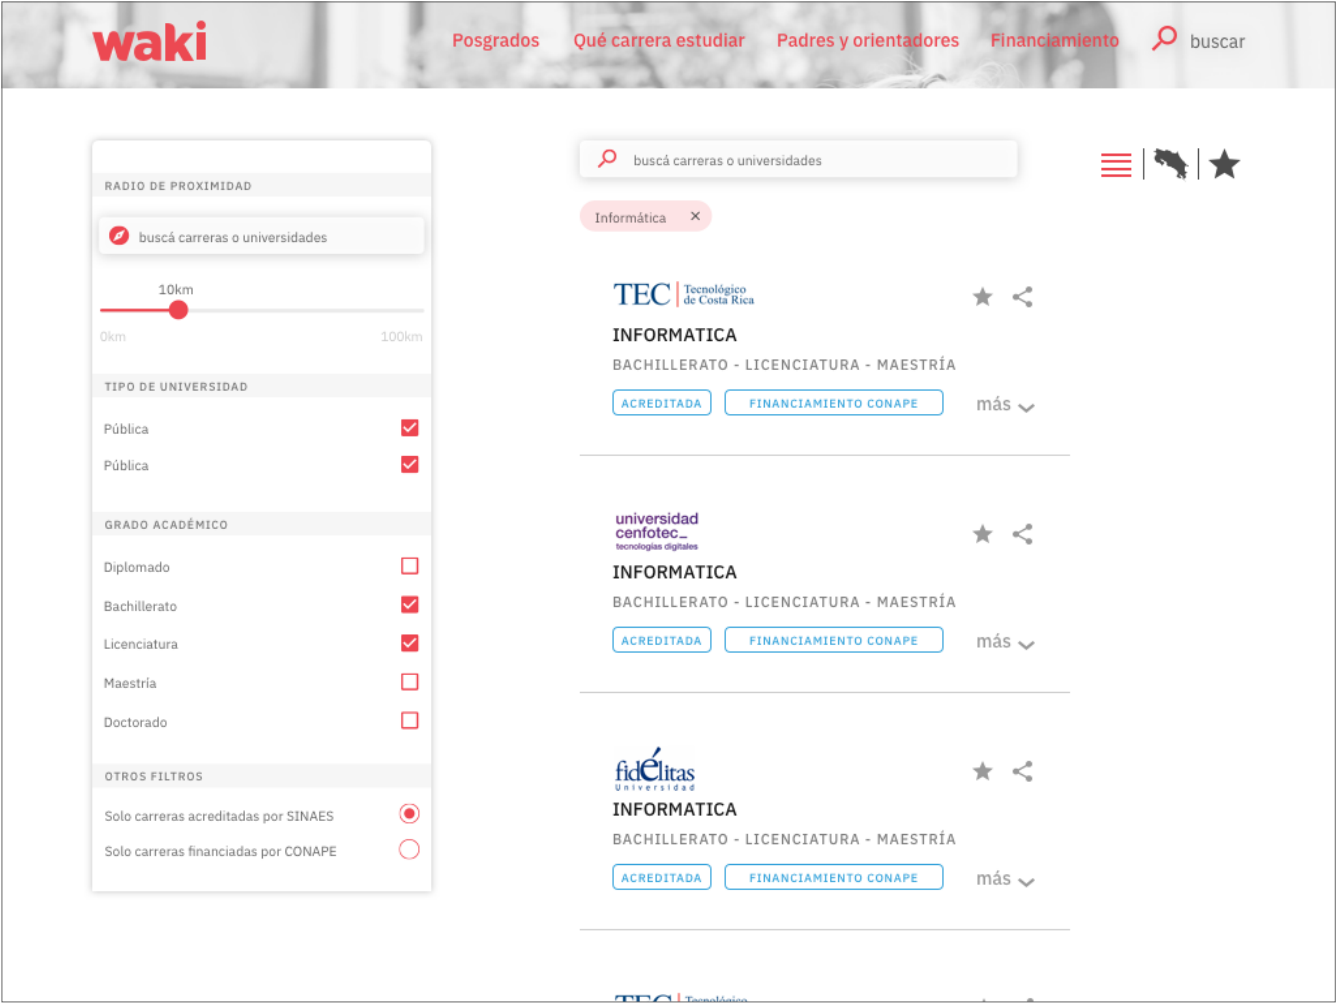 waki
Posgrados
Qué carrera estudiar
Padres y orientadores
Financiamiento
buscar
RADIO DE PROXIMIDAD
buscá carreras o universidades
10km
0km
100km
TIPO DE UNIVERSIDAD
Pública
Pública
GRADO ACADÉMICO
Diplomado
Bachillerato
Licenciatura
Maestría
Doctorado
OTROS FILTROS
Solo carreras acreditadas por SINAES
Solo carreras financiadas por CONAPE
buscá carreras o universidades
Informática
TEC Tecnológico
de Costa Rica
INFORMATICA
BACHILLERATO - LICENCIATURA - MAESTRÍA
ACREDITADA
FINANCIAMIENTO CONAPE
más
universidad
cenfotec_
tecnologías digitales
INFORMATICA
BACHILLERATO - LICENCIATURA - MAESTRÍA
ACREDITADA
FINANCIAMIENTO CONAPE
más
fidélitas
Universidad
INFORMATICA
BACHILLERATO - LICENCIATURA - MAESTRÍA
ACREDITADA
FINANCIAMIENTO CONAPE
más
TEC Tecnológico